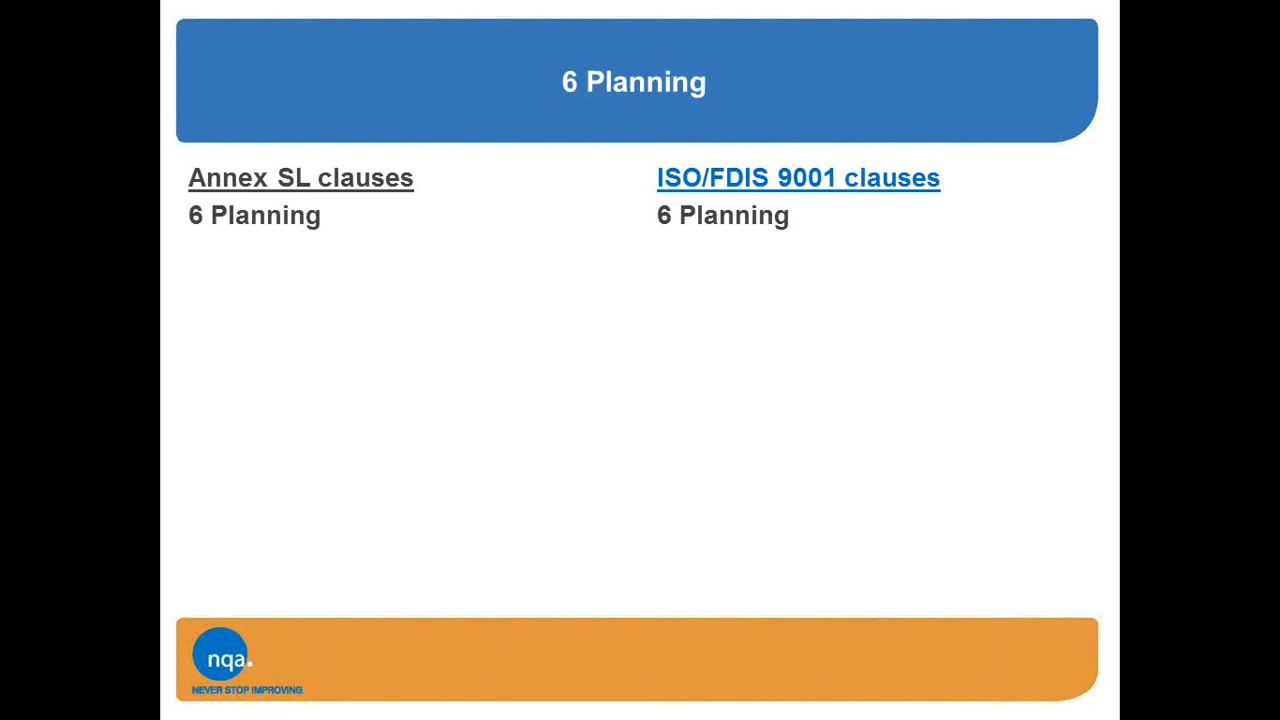 6 Planning
Annex SL clauses
6 Planning
ISO/FDIS 9001 clauses
6 Planning
nqa.
NEVER STOP IMPROVING